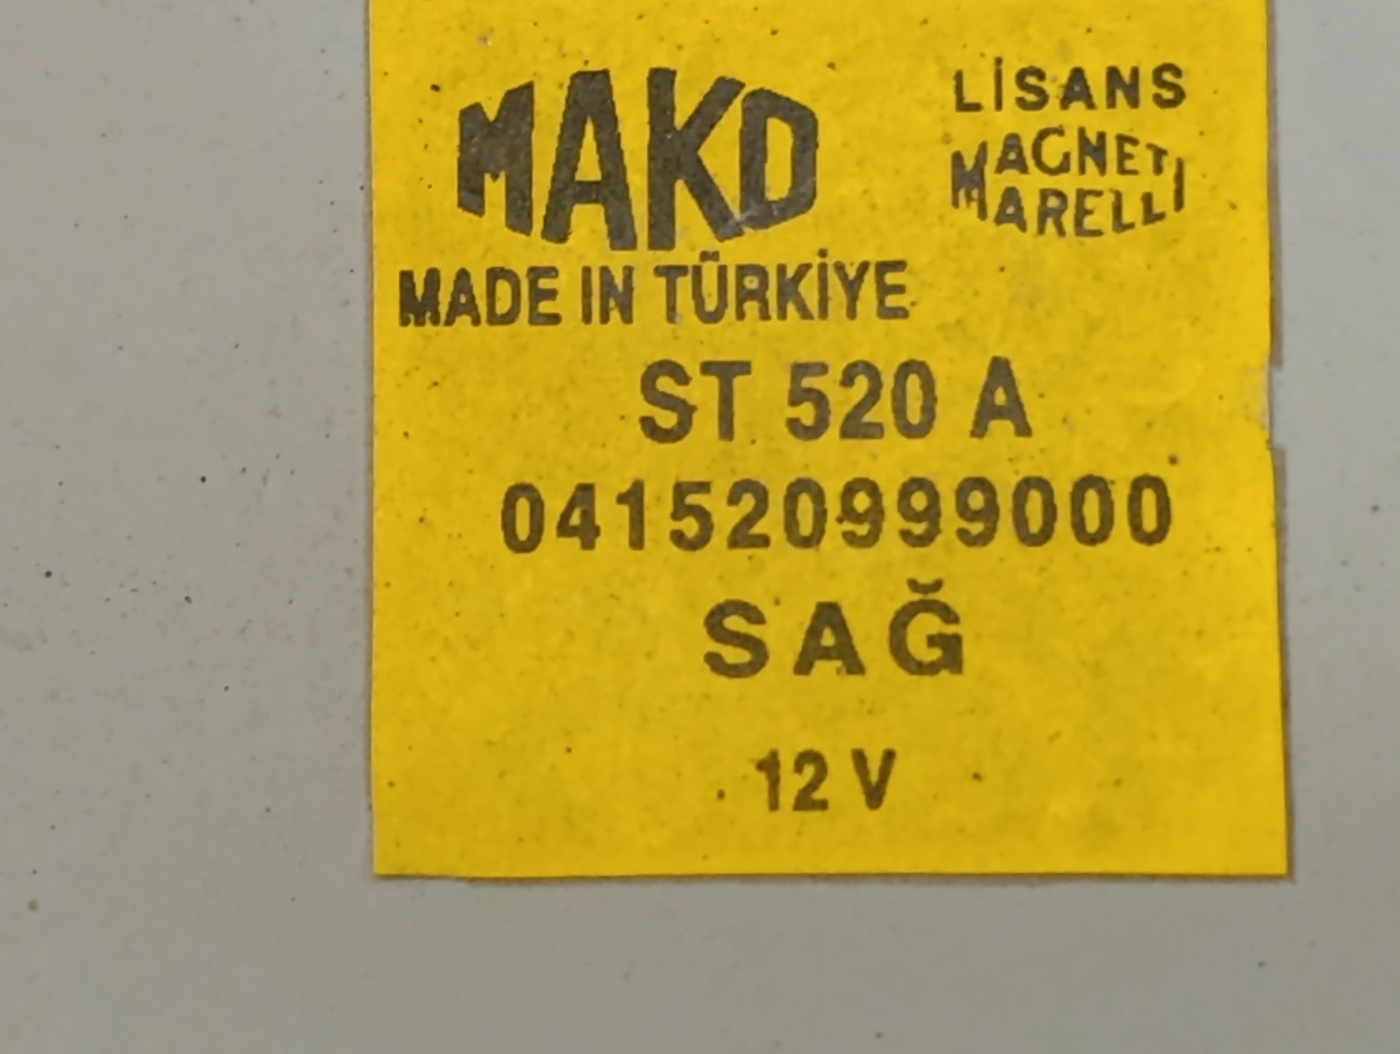 MAKO
LİSANS
MAGNETI
MARELLI
MADE IN TÜRKİYE
ST 520 A
041520999000
SAĞ
12 V